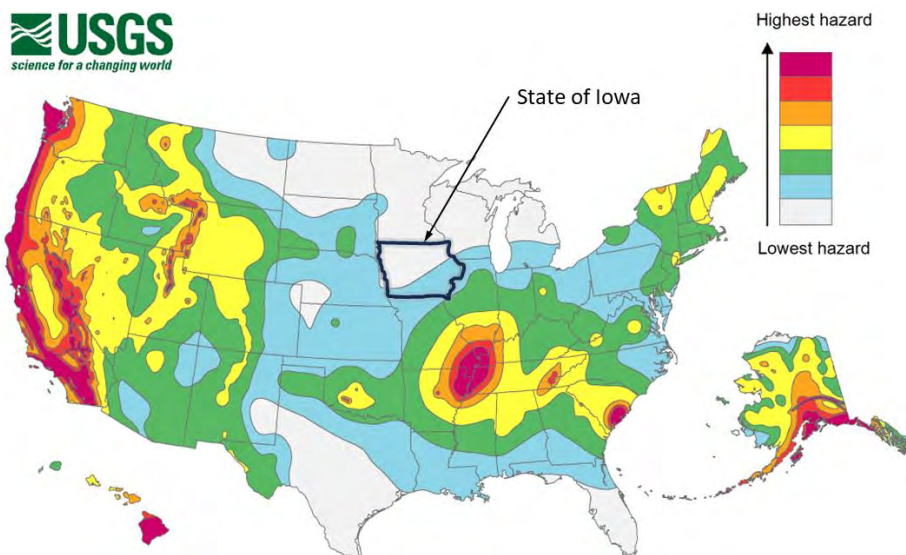 USGS
science for a changing world
Highest hazard
State of Iowa
Lowest hazard